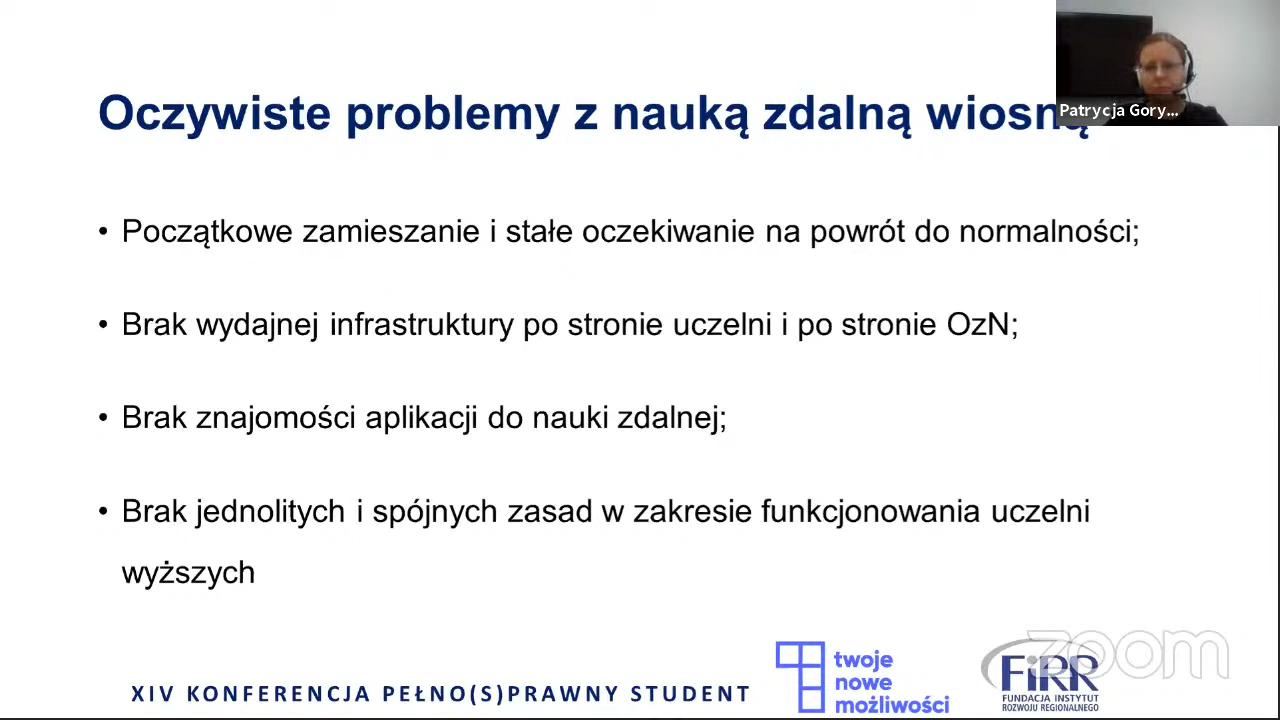 Oczywiste problemy z nauką zdalną wiosną
Patrycja Gory...
• Początkowe zamieszanie i stałe oczekiwanie na powrót do normalności;
• Brak wydajnej infrastruktury po stronie uczelni i po stronie OzN;
• Brak znajomości aplikacji do nauki zdalnej;
• Brak jednolitych i spójnych zasad w zakresie funkcjonowania uczelni
wyższych
XIV KONFERENCJA PEŁNO(S)PRAWNY STUDENT
twoje
nowe
możliwości
FiRR
FUNDACJA INSTYTUT
ROZWOJU REGIONALNEGO
zoom